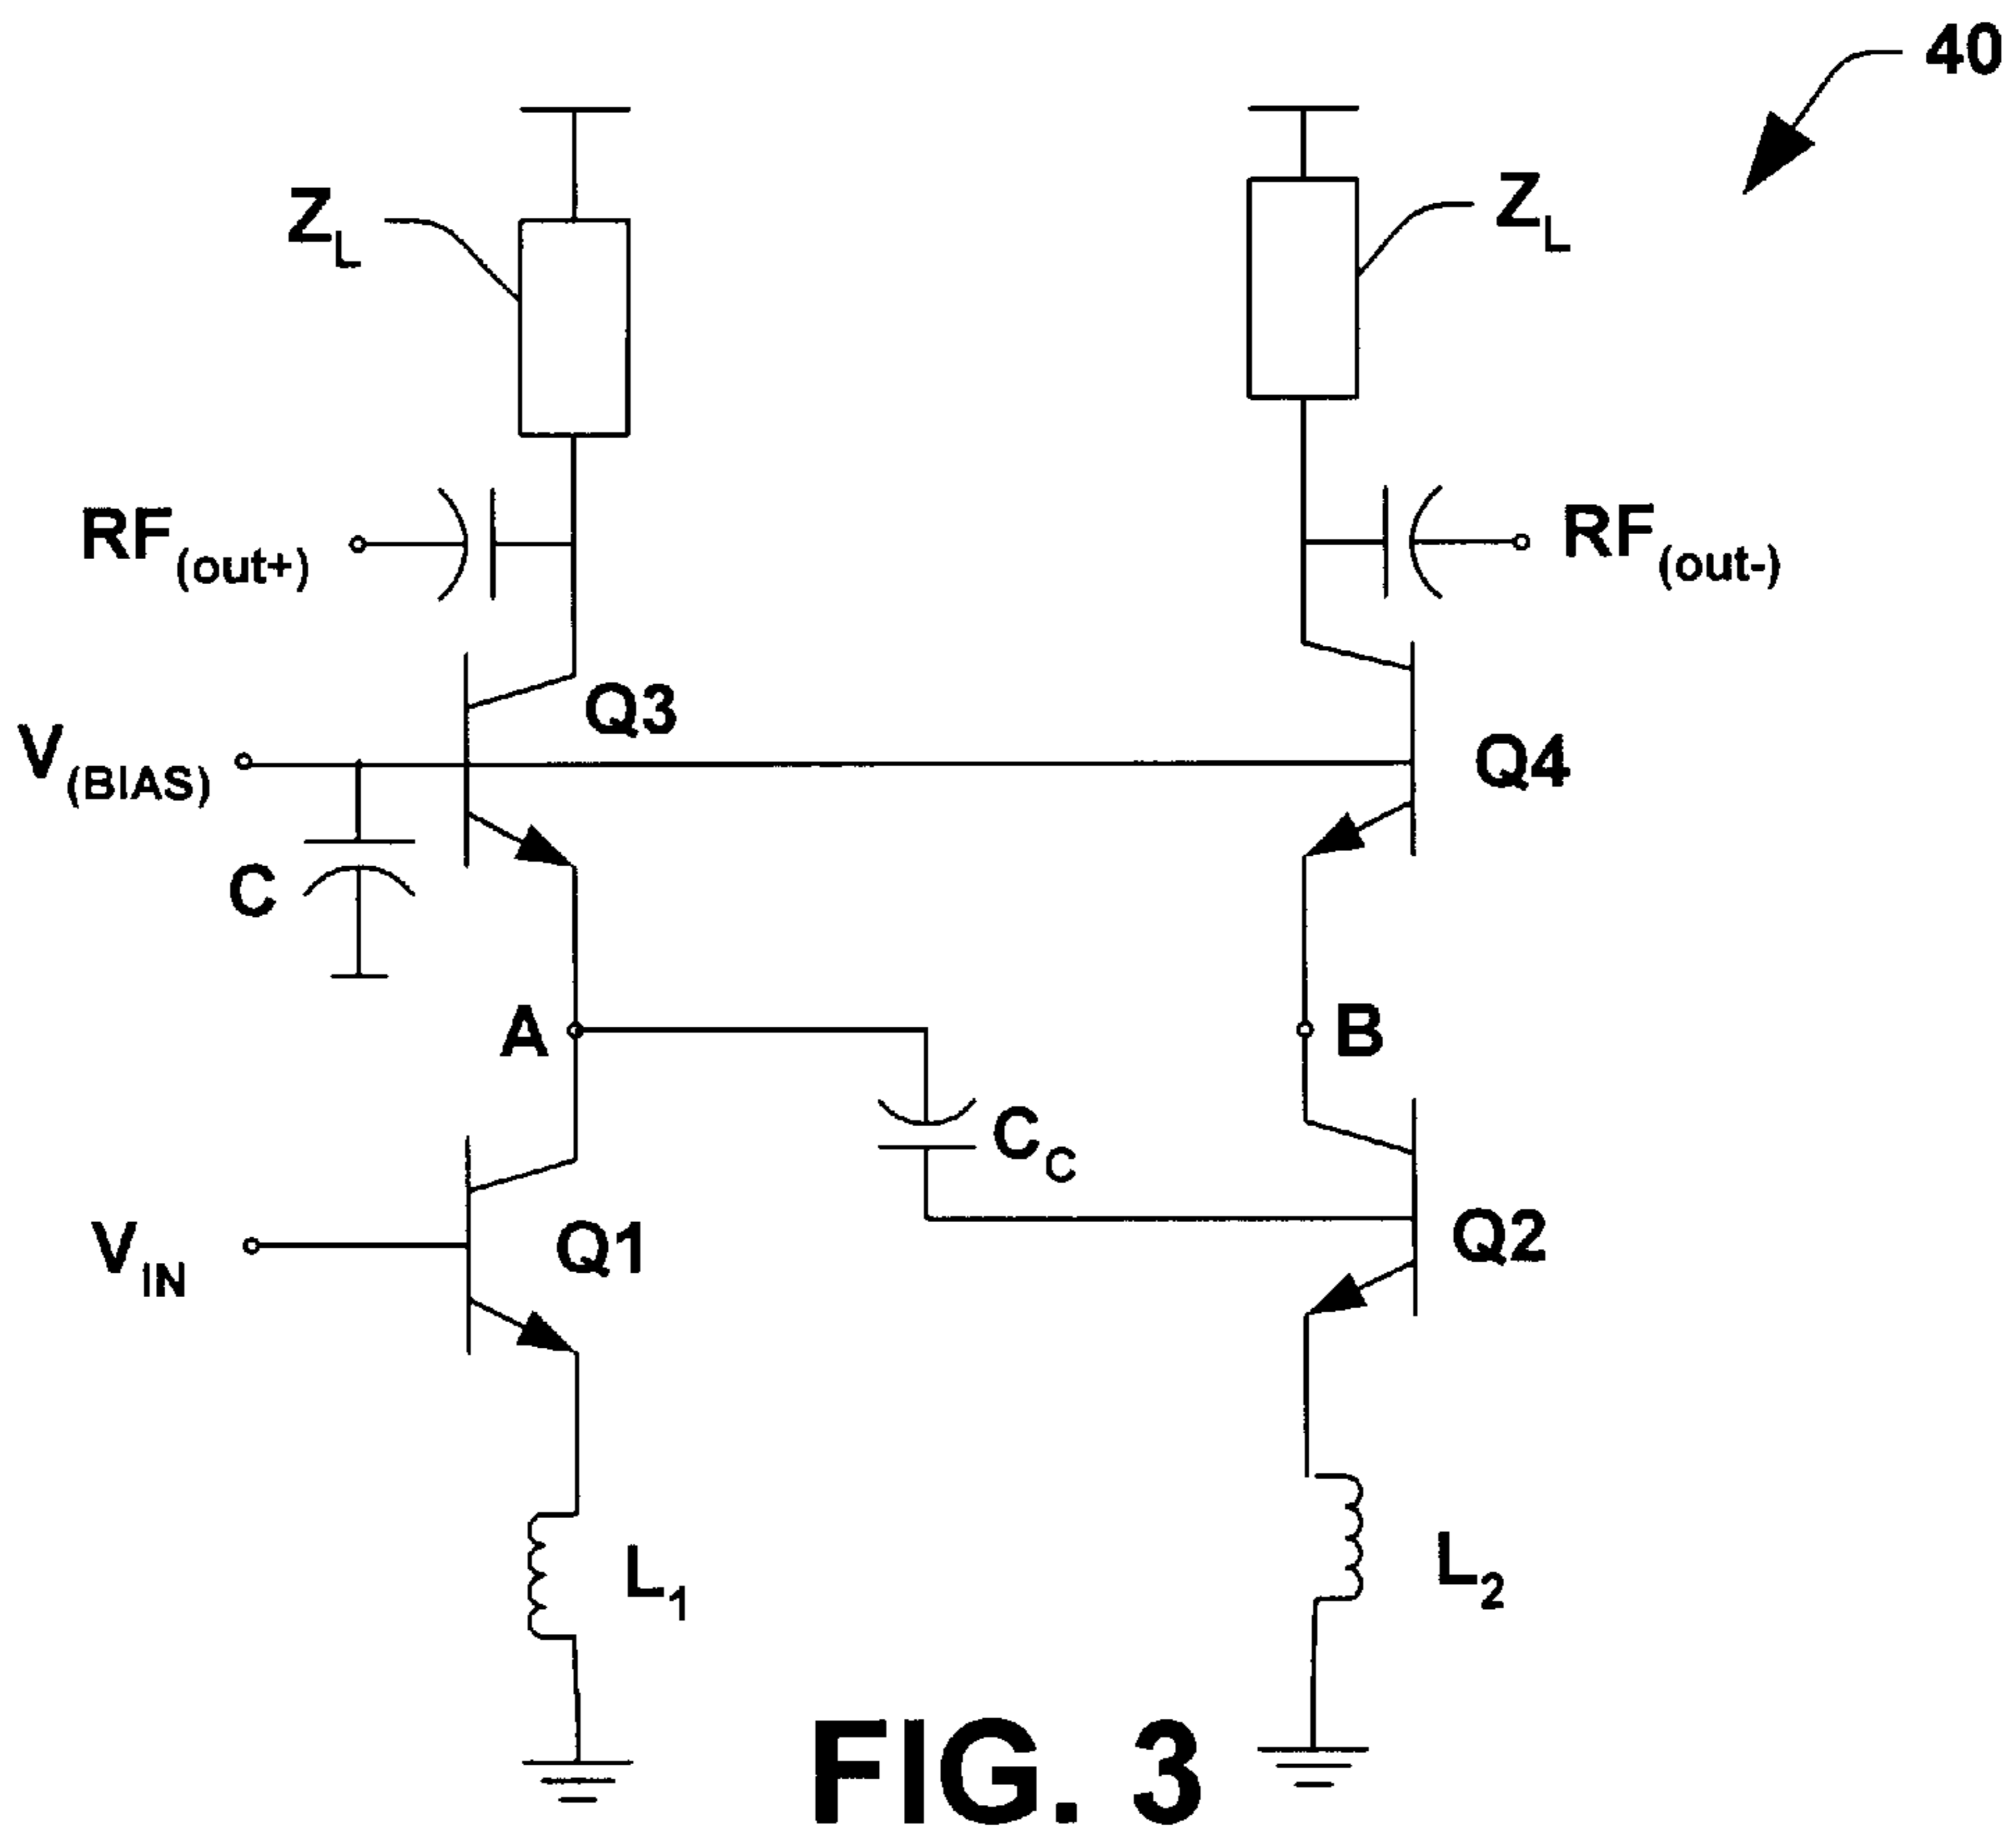 40
Z_L
Z_L
RF_(out+)
RF_(out-)
Q3
V_(BIAS)
Q4
C
A
B
C_C
Q1
Q2
V_IN
L_1
L_2
FIG. 3